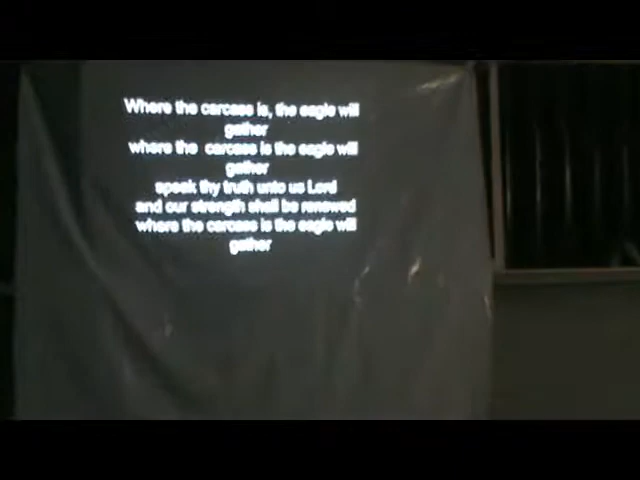 Where the carcase is, the eagle will
gather
where the carcase is the eagle will
gather
speak thy truth unto us Lord
and our strength shall be renewed
where the carcase is the eagle will
gather